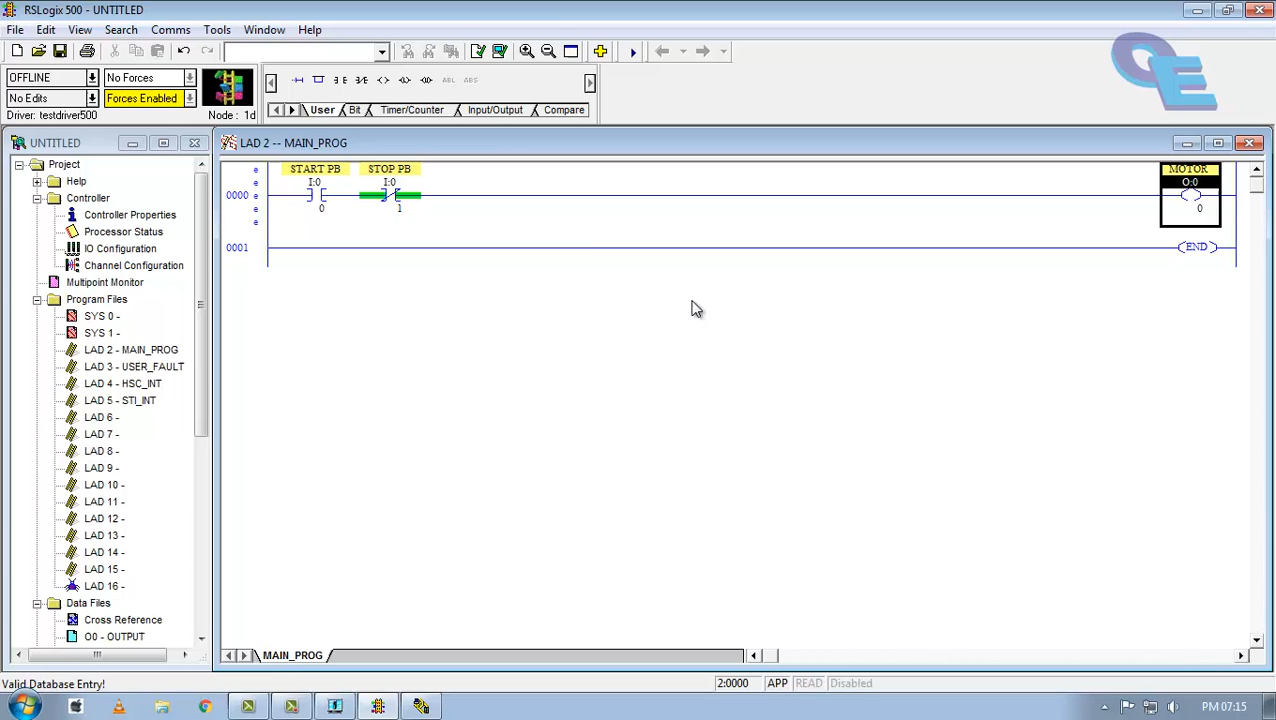 RSLogix 500 - UNTITLED
File Edit View Search Comms Tools Window Help
OFFLINE No Forces
No Edits Forces Enabled
Driver: testdriver500 Node : 1d
ABL ABS
User Bit Timer/Counter Input/Output Compare
OE
UNTITLED
Project
Help
Controller
Controller Properties
Processor Status
IO Configuration
Channel Configuration
Multipoint Monitor
Program Files
SYS 0 -
SYS 1 -
LAD 2 - MAIN_PROG
LAD 3 - USER_FAULT
LAD 4 - HSC_INT
LAD 5 - STI_INT
LAD 6 -
LAD 7 -
LAD 8 -
LAD 9 -
LAD 10 -
LAD 11 -
LAD 12 -
LAD 13 -
LAD 14 -
LAD 15 -
LAD 16 -
Data Files
Cross Reference
O0 - OUTPUT
LAD 2 -- MAIN_PROG
START PB STOP PB MOTOR
e I:0 I:0 O:0
0000 e
e 0 1 0
e
0001 END
MAIN_PROG
Valid Database Entry! 2:0000 APP READ Disabled
PM 07:15